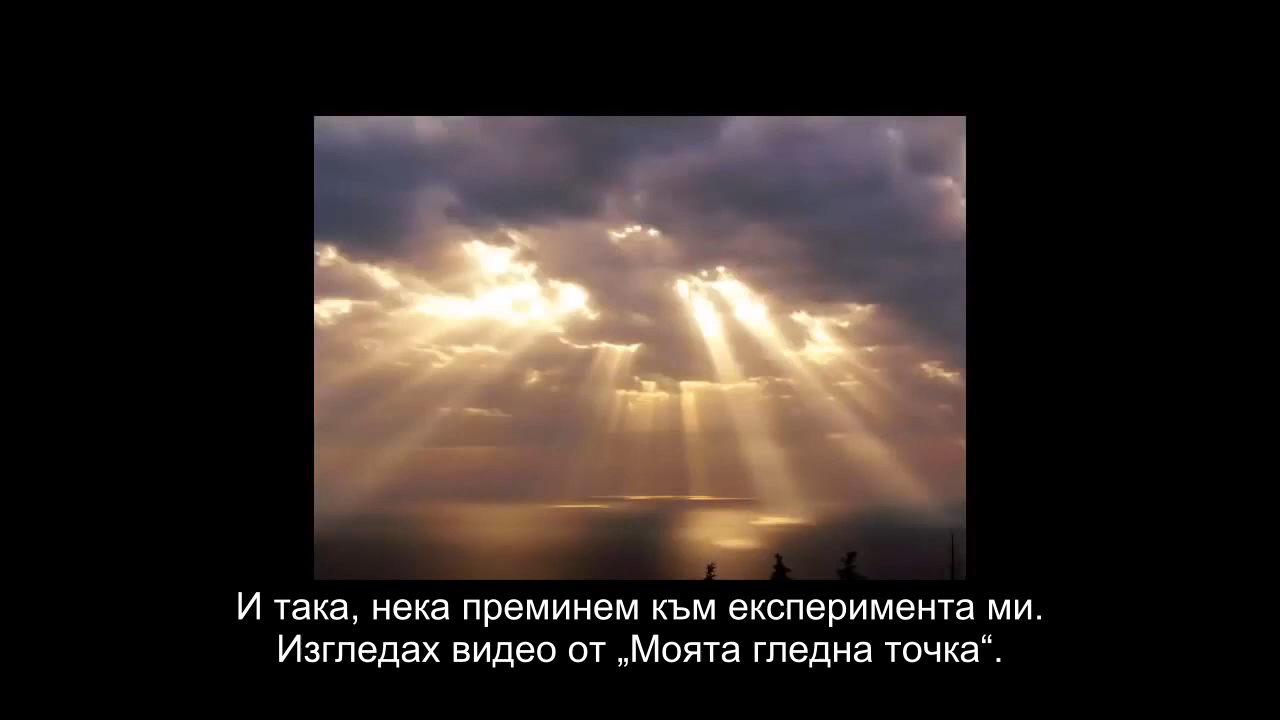 И така, нека преминем към експеримента ми.
Изгледах видео от „Моята гледна точка“.